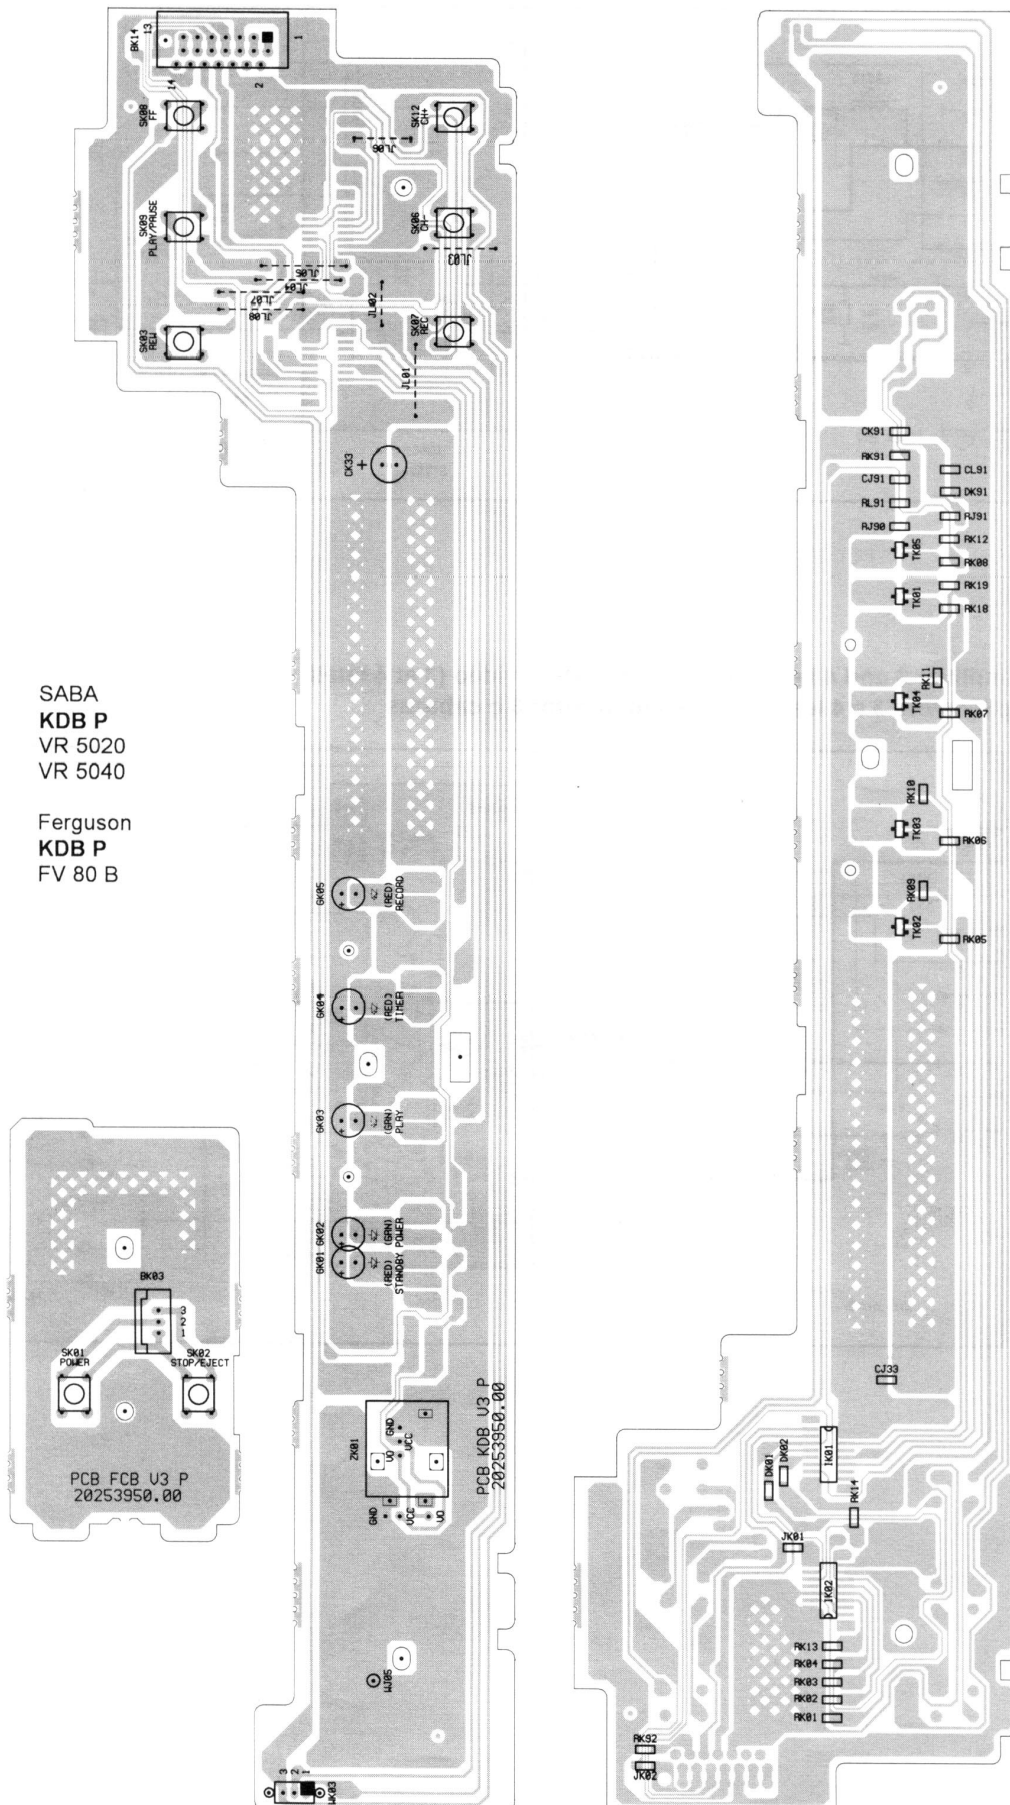 BK14
13
1
14
2
SK08
FF
SK12
CH+
JL06
SK09
PLAY/PAUSE
SK06
CH-
JL03
JL05
JL04
JL07
JL08
JL02
SK03
REW
SK07
REC
JL01
CK33
+
SABA
KDB P
VR 5020
VR 5040
Ferguson
KDB P
FV 80 B
GK05
+
(RED)
RECORD
GK04
+
(RED)
TIMER
GK03
+
(GRN)
PLAY
GK02
+
(GRN)
POWER
GK01
+
(RED)
STANDBY
BK03
3
2
1
SK01
POWER
SK02
STOP/EJECT
PCB FCB V3 P
20253950.00
ZK01
GND
VCC
VO
GND
VCC
VO
PCB KDB V3 P
20253950.00
WJ05
3
2
1
WK03
CK91
RK91
CJ91
RL91
RJ90
CL91
DK91
RJ91
RK12
RK08
RK19
RK18
TK05
TK01
RK11
TK04
RK07
RK10
TK03
RK06
RK09
TK02
RK05
CJ33
IK01
DK02
DK01
RK14
JK01
IK02
RK13
RK04
RK03
RK02
RK01
RK92
JK02